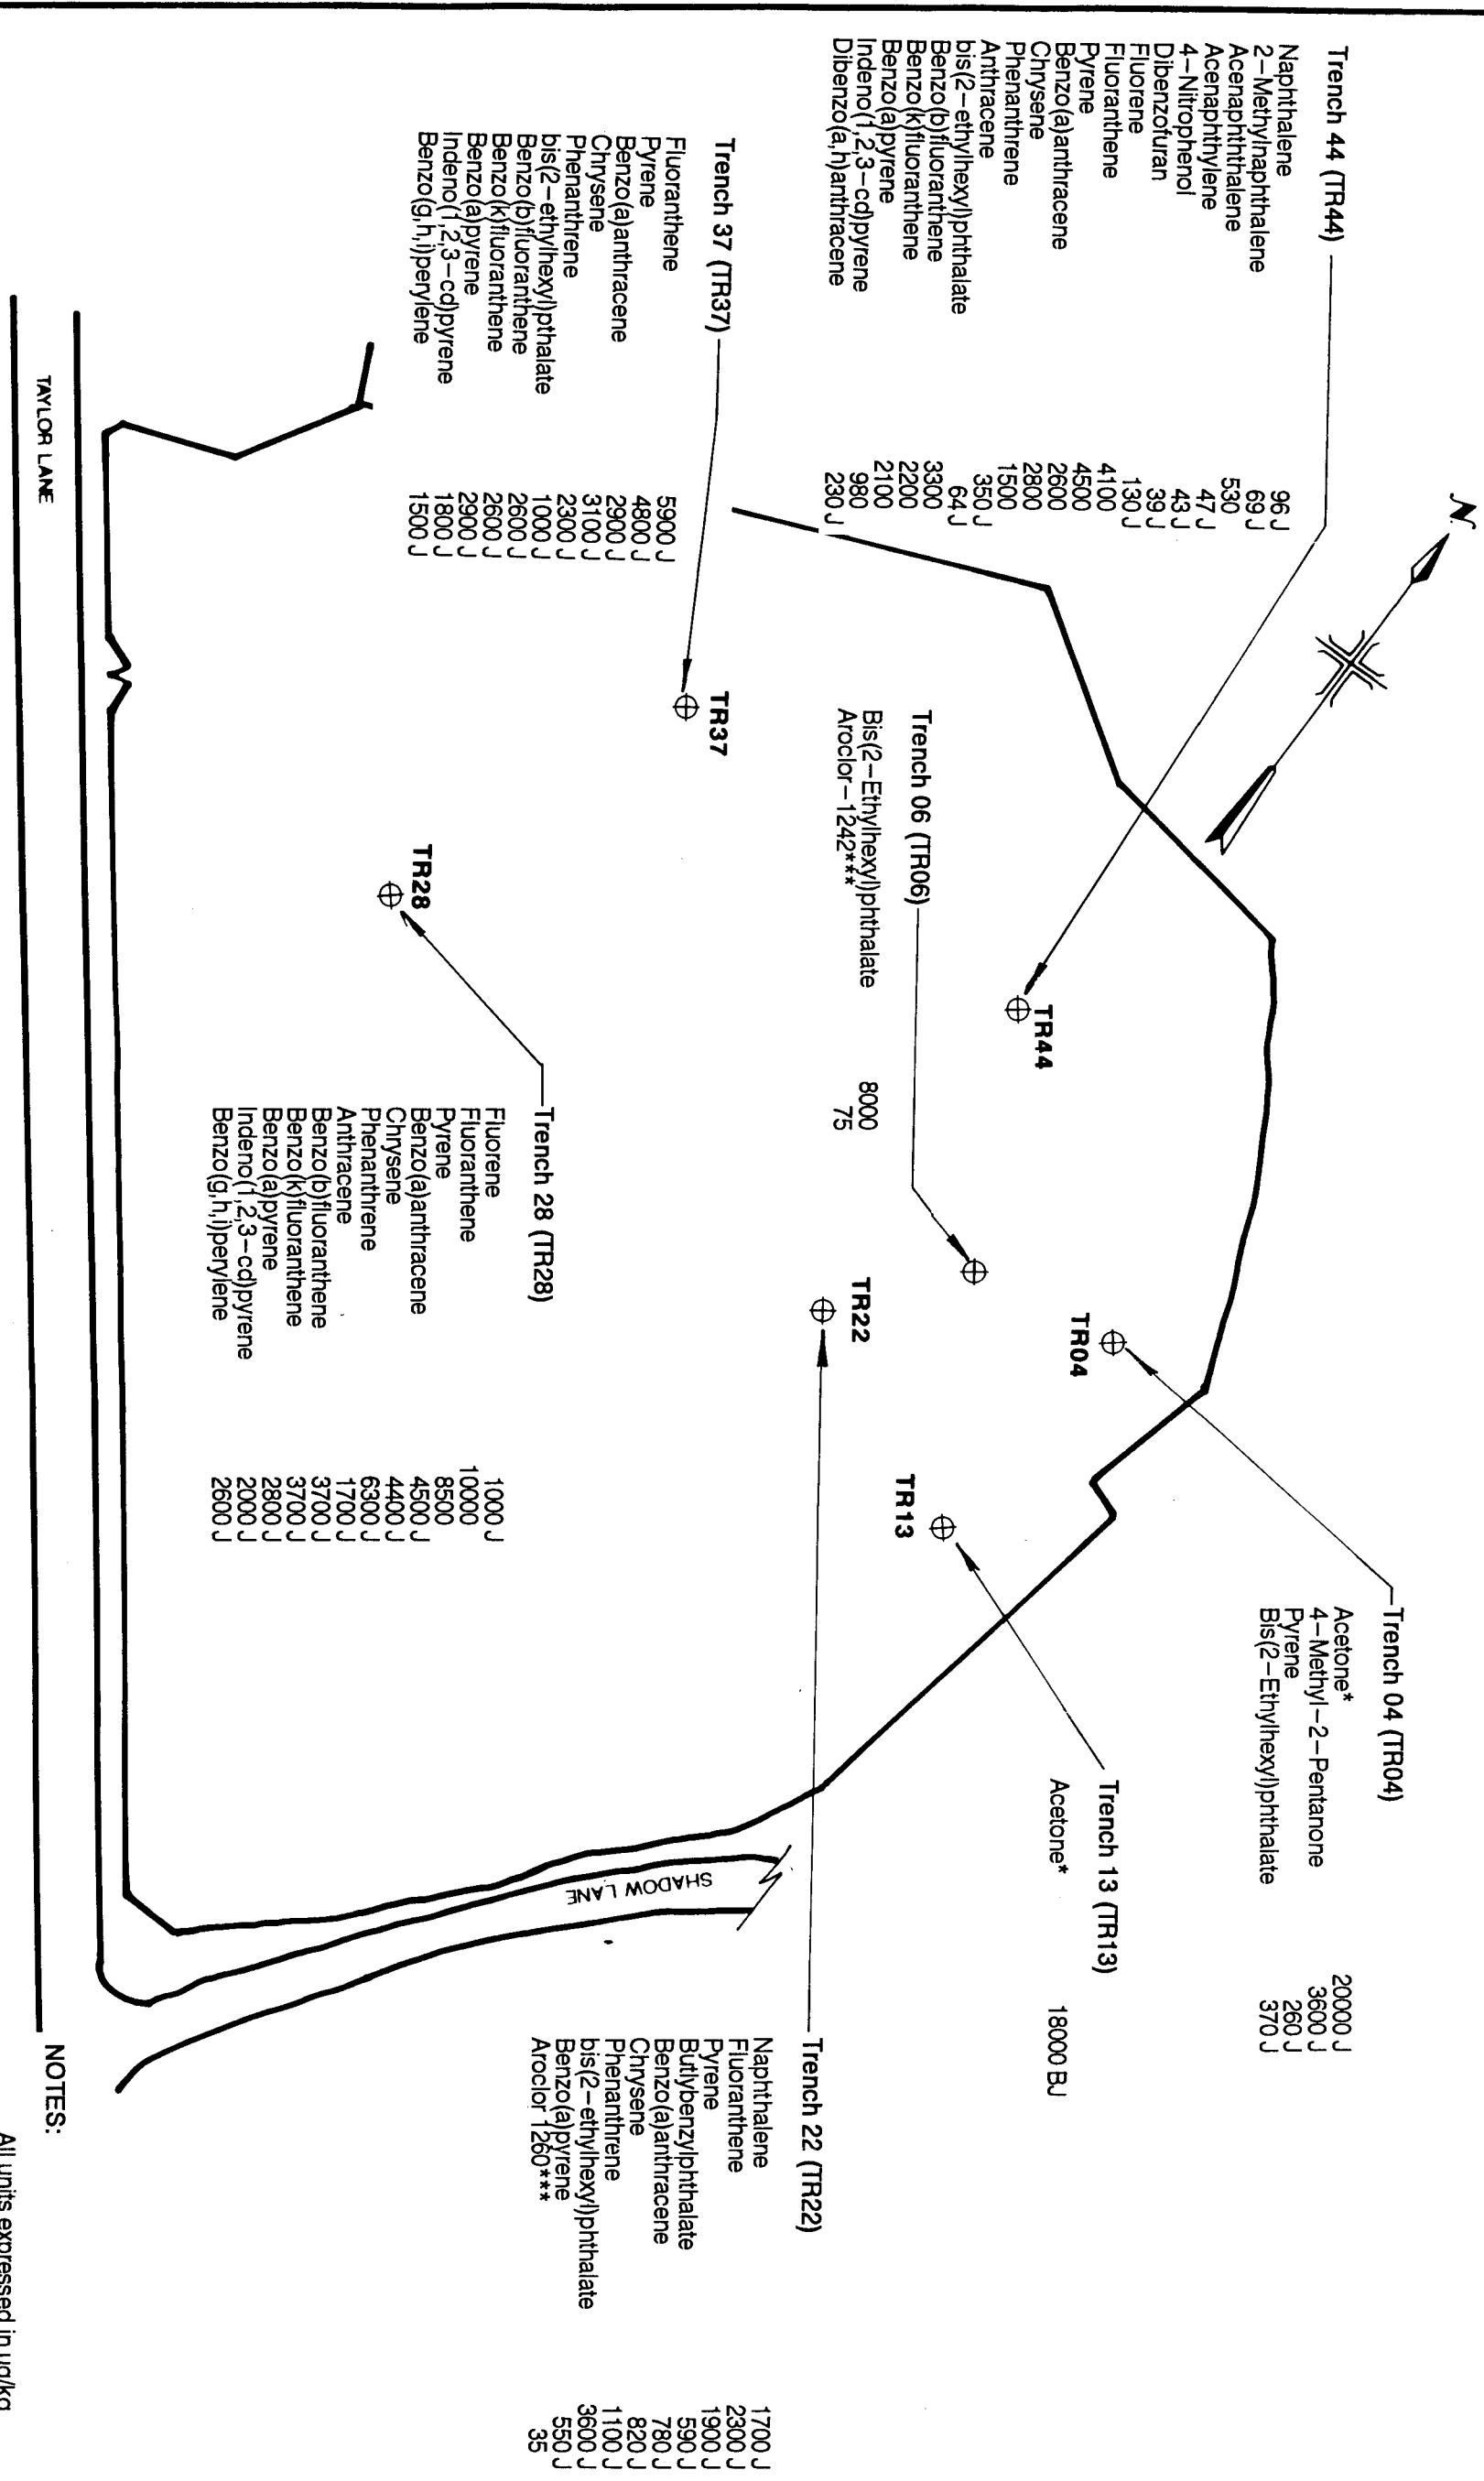 N.
Trench 44 (TR44)
Naphthalene 96 J
2-Methylnaphthalene 69 J
Acenaphththalene 530
Acenaphthylene 47 J
4-Nitrophenol 43 J
Dibenzofuran 39 J
Fluorene 130 J
Fluoranthene 4100
Pyrene 4500
Benzo(a)anthracene 2600
Chrysene 2800
Phenanthrene 1500
Anthracene 350 J
bis(2-ethylhexyl)phthalate 64 J
Benzo(b)fluoranthene 3300
Benzo(k)fluoranthene 2200
Benzo(a)pyrene 2100
Indeno(1,2,3-cd)pyrene 980
Dibenzo(a,h)anthracene 230 J
Trench 04 (TR04)
Acetone* 20000 J
4-Methyl-2-Pentanone 3600 J
Pyrene 260 J
Bis(2-Ethylhexyl)phthalate 370 J
TR44
TR04
Trench 13 (TR13)
Acetone* 18000 BJ
Trench 06 (TR06)
Bis(2-Ethylhexyl)phthalate 8000
Aroclor-1242*** 75
TR13
TR22
Trench 22 (TR22)
Naphthalene 1700 J
Fluoranthene 2300 J
Pyrene 1900 J
Butlybenzylphthalate 590 J
Benzo(a)anthracene 780 J
Chrysene 820 J
Phenanthrene 1100 J
bis(2-ethylhexyl)phthalate 3600 J
Benzo(a)pyrene 550 J
Aroclor 1260*** 35
Trench 37 (TR37)
Fluoranthene 5900 J
Pyrene 4800 J
Benzo(a)anthracene 2900 J
Chrysene 3100 J
Phenanthrene 2300 J
bis(2-ethylhexyl)pthalate 1000 J
Benzo(b)fluoranthene 2600 J
Benzo(k)fluoranthene 2600 J
Benzo(a)pyrene 2900 J
Indeno(1,2,3-cd)pyrene 1800 J
Benzo(g,h,i)perylene 1500 J
TR37
SHADOW LANE
TR28
Trench 28 (TR28)
Fluorene 1000 J
Fluoranthene 10000
Pyrene 8500
Benzo(a)anthracene 4500 J
Chrysene 4400 J
Phenanthrene 6300 J
Anthracene 1700 J
Benzo(b)fluoranthene 3700 J
Benzo(k)fluoranthene 3700 J
Benzo(a)pyrene 2800 J
Indeno(1,2,3-cd)pyrene 2000 J
Benzo(g,h,i)perylene 2600 J
TAYLOR LANE
NOTES:
All units expressed in ug/kg